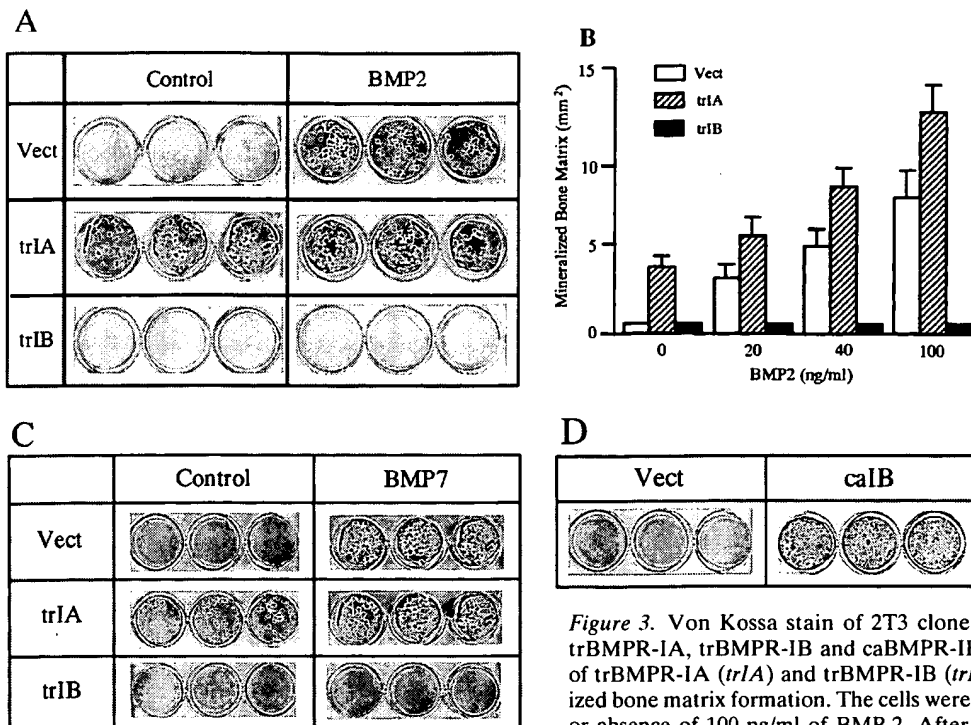 A
Control BMP2
Vect
trIA
trIB
B
Mineralized Bone Matrix (mm²)
15
10
5
0
Vect
trIA
trIB
0 20 40 100
BMP2 (ng/ml)
C
Control BMP7
Vect
trIA
trIB
D
Vect caIB
Figure 3. Von Kossa stain of 2T3 clone
trBMPR-IA, trBMPR-IB and caBMPR-IB
of trBMPR-IA (trIA) and trBMPR-IB (trI
ized bone matrix formation. The cells were
or absence of 100 ng/ml of BMP2. After